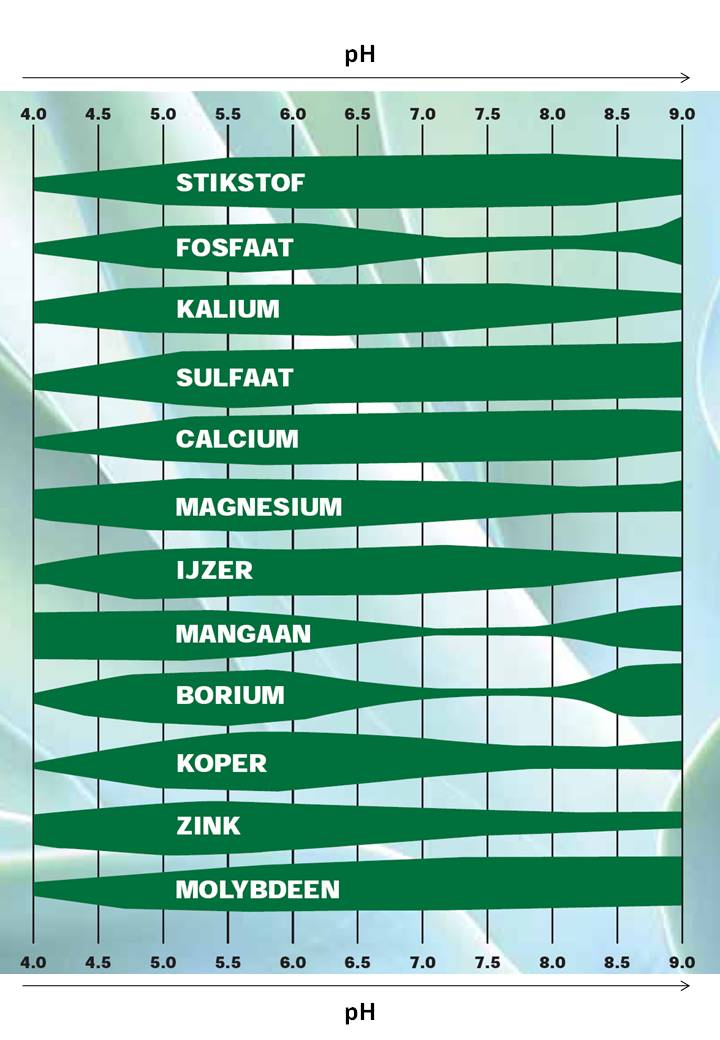 pH
4.0 4.5 5.0 5.5 6.0 6.5 7.0 7.5 8.0 8.5 9.0
STIKSTOF
FOSFAAT
KALIUM
SULFAAT
CALCIUM
MAGNESIUM
IJZER
MANGAAN
BORIUM
KOPER
ZINK
MOLYBDEEN
4.0 4.5 5.0 5.5 6.0 6.5 7.0 7.5 8.0 8.5 9.0
pH